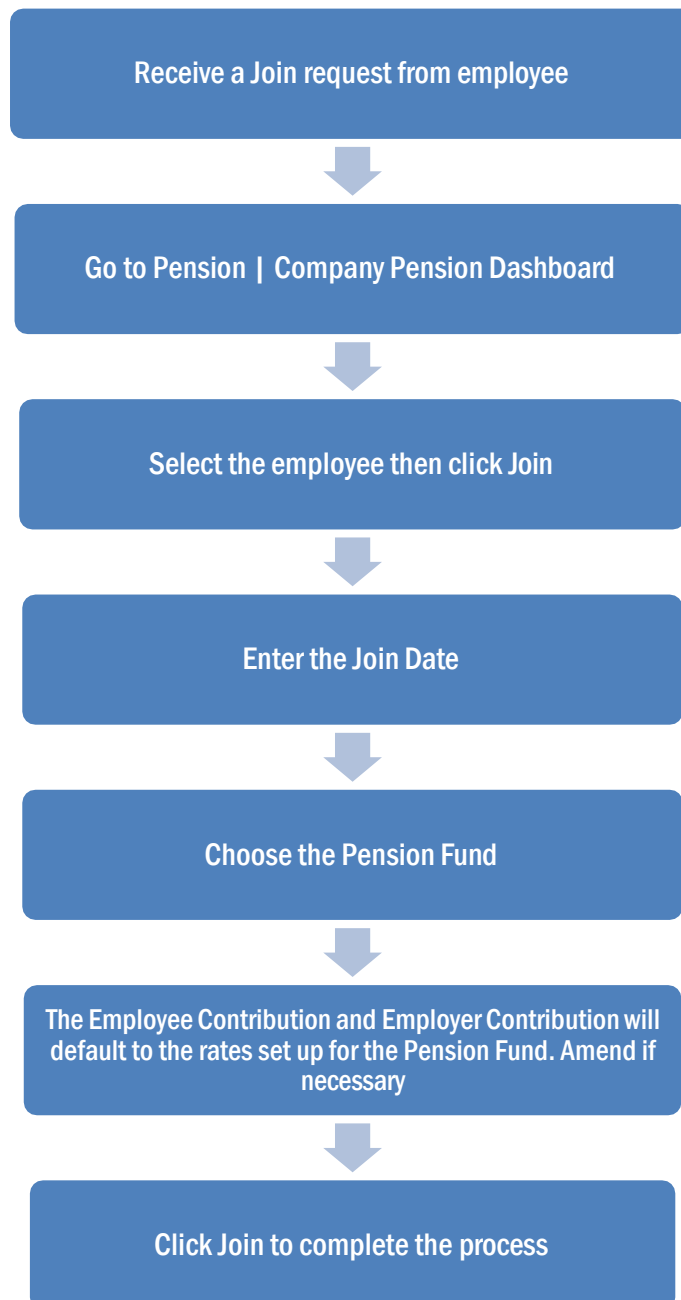 Receive a Join request from employee
Go to Pension | Company Pension Dashboard
Select the employee then click Join
Enter the Join Date
Choose the Pension Fund
The Employee Contribution and Employer Contribution will
default to the rates set up for the Pension Fund. Amend if
necessary
Click Join to complete the process